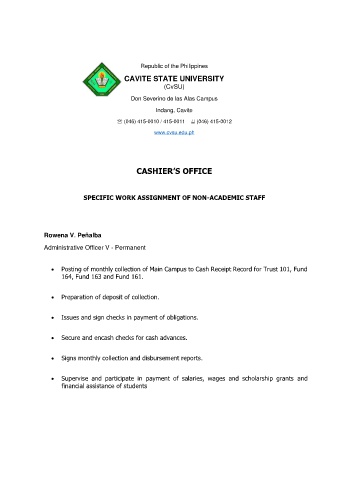 Republic of the Philippines
CAVITE STATE UNIVERSITY
(CvSU)
Don Severino de las Alas Campus
Indang, Cavite
☏ (046) 415-0010 / 415-0011 (046) 415-0012
www.cvsu.edu.ph
CASHIER'S OFFICE
SPECIFIC WORK ASSIGNMENT OF NON-ACADEMIC STAFF
Rowena V. Peñalba
Administrative Officer V - Permanent
• Posting of monthly collection of Main Campus to Cash Receipt Record for Trust 101, Fund
164, Fund 163 and Fund 161.
• Preparation of deposit of collection.
• Issues and sign checks in payment of obligations.
• Secure and encash checks for cash advances.
• Signs monthly collection and disbursement reports.
• Supervise and participate in payment of salaries, wages and scholarship grants and
financial assistance of students